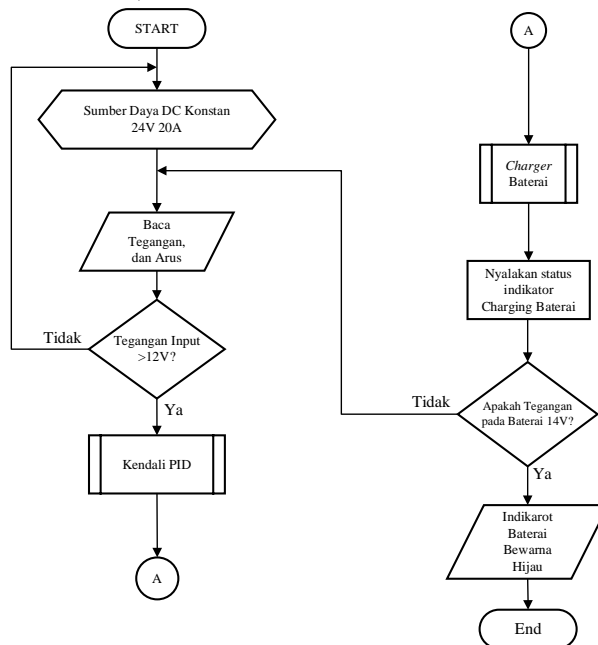 START
Sumber Daya DC Konstan
24V 20A
Baca
Tegangan,
dan Arus
Tegangan Input
>12V?
Tidak
Ya
Kendali PID
A
A
Charger
Baterai
Nyalakan status
indikator
Charging Baterai
Apakah Tegangan
pada Baterai 14V?
Tidak
Ya
Indikarot
Baterai
Bewarna
Hijau
End